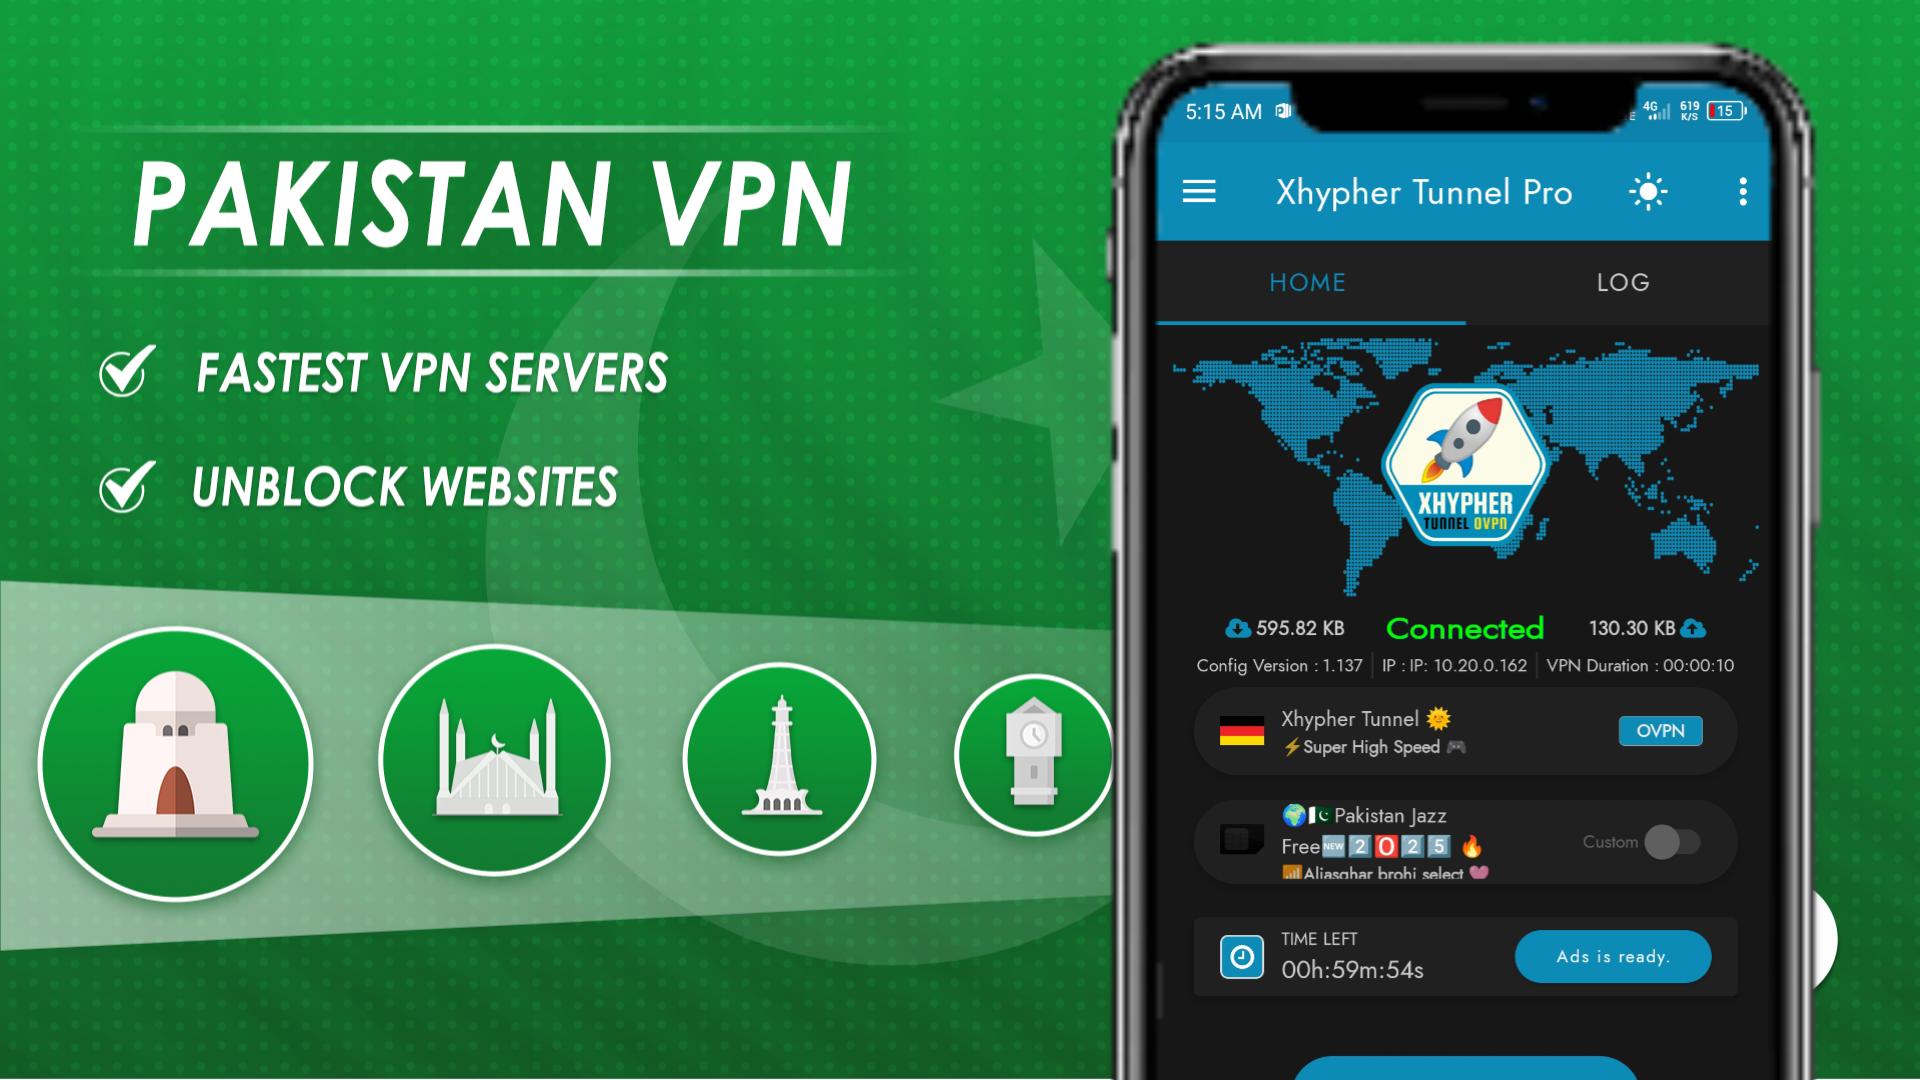 PAKISTAN VPN
FASTEST VPN SERVERS
UNBLOCK WEBSITES
5:15 AM
4G
619
K/S
15
Xhypher Tunnel Pro
HOME
LOG
XHYPHER
TUNNEL OVPN
595.82 KB
Connected
130.30 KB
Config Version : 1.137
IP : IP: 10.20.0.162
VPN Duration : 00:00:10
Xhypher Tunnel 🌞
⚡Super High Speed 🎮
OVPN
🌍🇵🇰Pakistan Jazz
Free🆕2️⃣0️⃣2️⃣5️⃣ 🔥
📶Aliasghar brohi select 🩷
Custom
TIME LEFT
00h:59m:54s
Ads is ready.